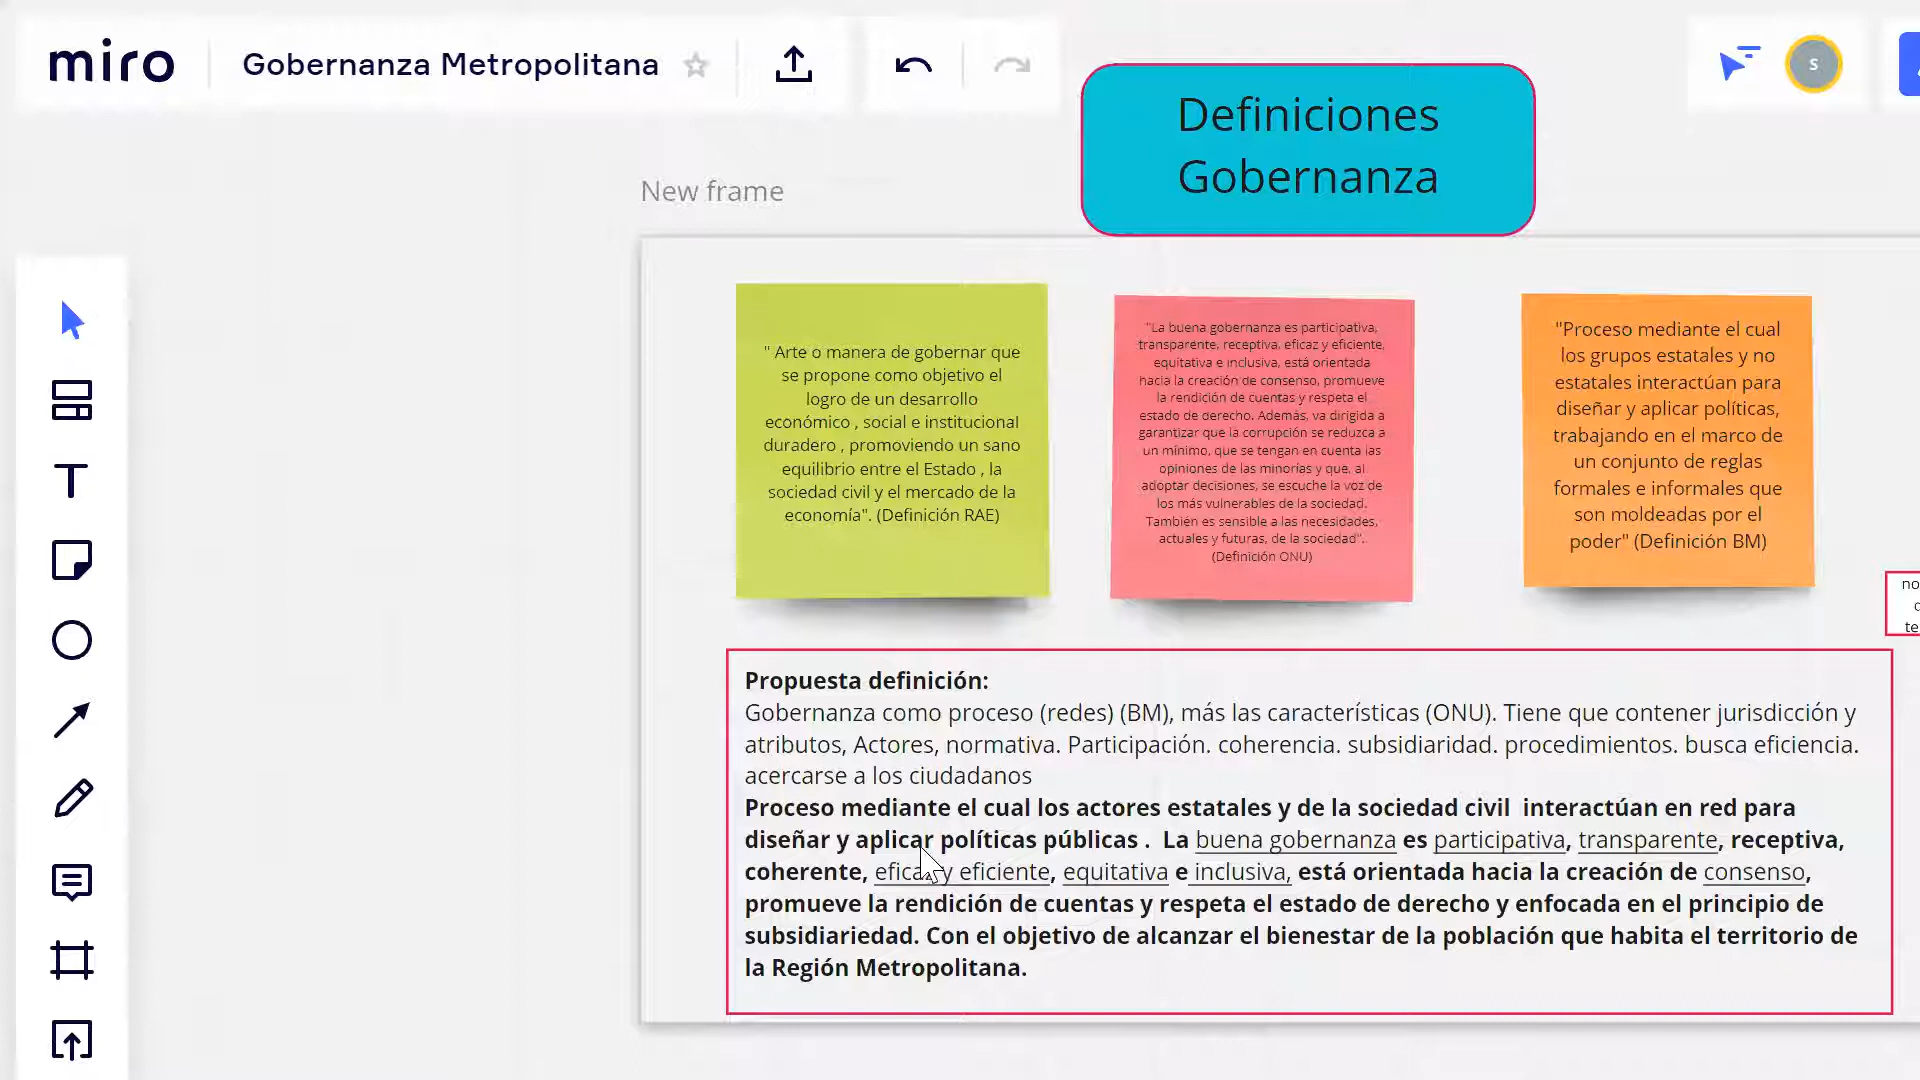 miro
Gobernanza Metropolitana
S
Definiciones
Gobernanza
New frame
" Arte o manera de gobernar que
se propone como objetivo el
logro de un desarrollo
económico , social e institucional
duradero , promoviendo un sano
equilibrio entre el Estado , la
sociedad civil y el mercado de la
economía". (Definición RAE)
"La buena gobernanza es participativa,
transparente, receptiva, eficaz y eficiente,
equitativa e inclusiva, está orientada
hacia la creación de consenso, promueve
la rendición de cuentas y respeta el
estado de derecho. Además, va dirigida a
garantizar que la corrupción se reduzca a
un mínimo, que se tengan en cuenta las
opiniones de las minorías y que, al
adoptar decisiones, se escuche la voz de
los más vulnerables de la sociedad.
También es sensible a las necesidades,
actuales y futuras, de la sociedad".
(Definición ONU)
"Proceso mediante el cual
los grupos estatales y no
estatales interactúan para
diseñar y aplicar políticas,
trabajando en el marco de
un conjunto de reglas
formales e informales que
son moldeadas por el
poder" (Definición BM)
no
te
Propuesta definición:
Gobernanza como proceso (redes) (BM), más las características (ONU). Tiene que contener jurisdicción y
atributos, Actores, normativa. Participación. coherencia. subsidiaridad. procedimientos. busca eficiencia.
acercarse a los ciudadanos
Proceso mediante el cual los actores estatales y de la sociedad civil interactúan en red para
diseñar y aplicar políticas públicas . La buena gobernanza es participativa, transparente, receptiva,
coherente, eficaz y eficiente, equitativa e inclusiva, está orientada hacia la creación de consenso,
promueve la rendición de cuentas y respeta el estado de derecho y enfocada en el principio de
subsidiariedad. Con el objetivo de alcanzar el bienestar de la población que habita el territorio de
la Región Metropolitana.